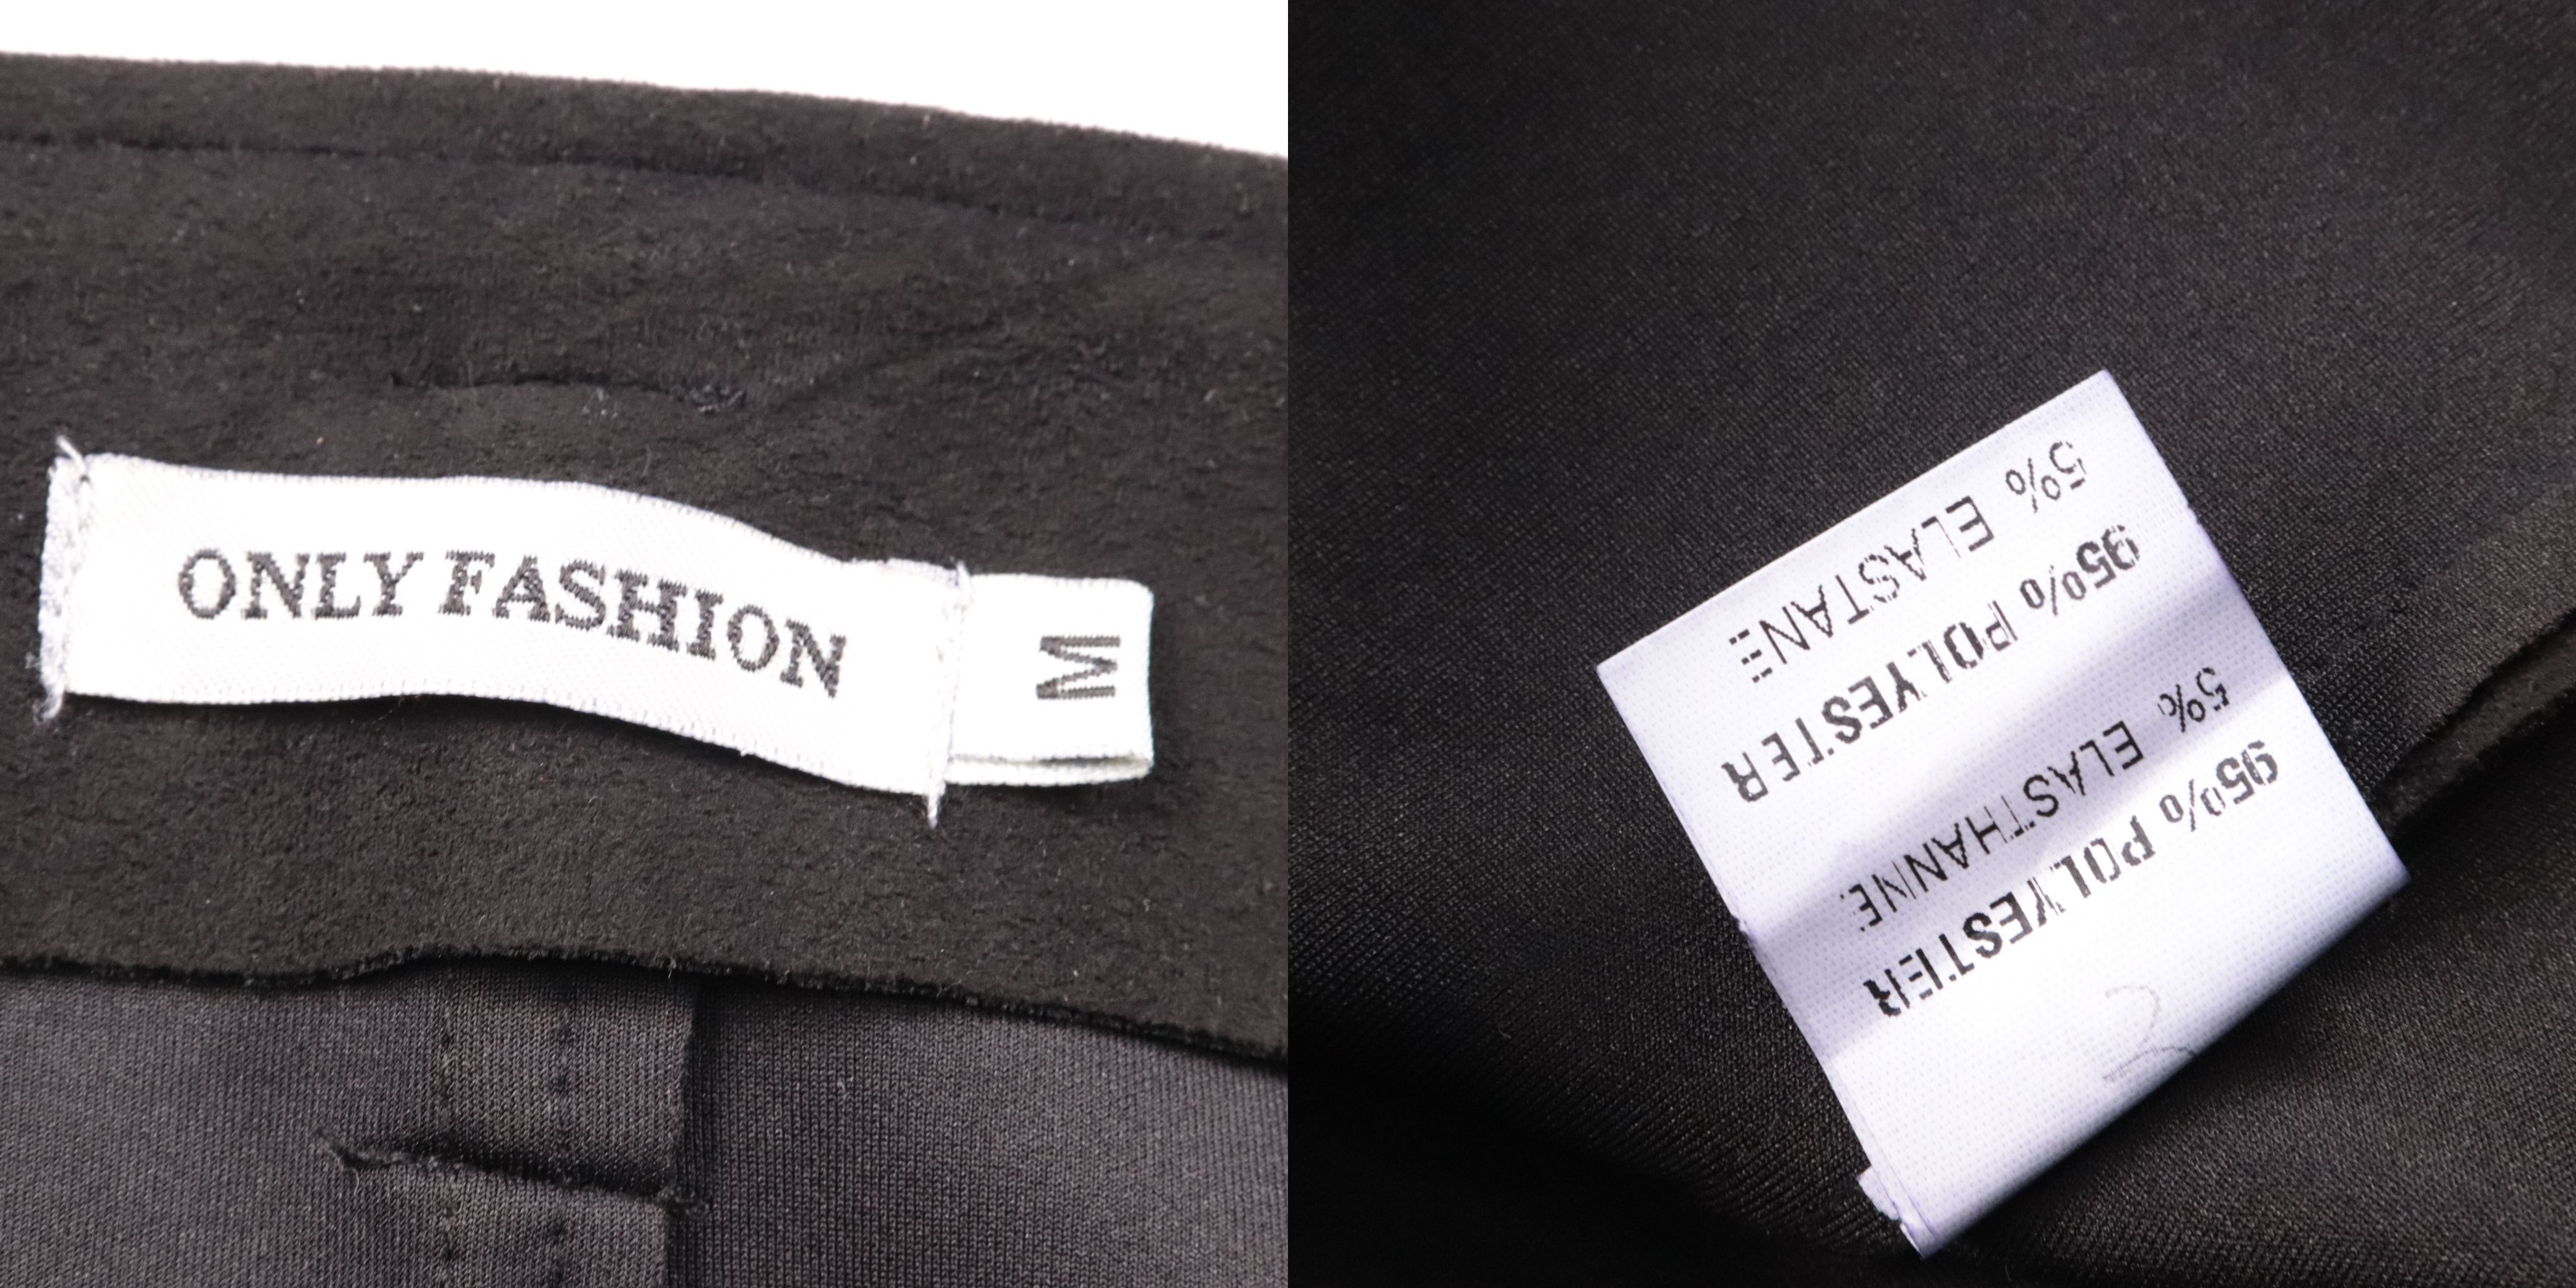 ONLY FASHION
M
95% POLYESTER
5% ELASTHANNE
95% POLYESTER
5% ELASTANE